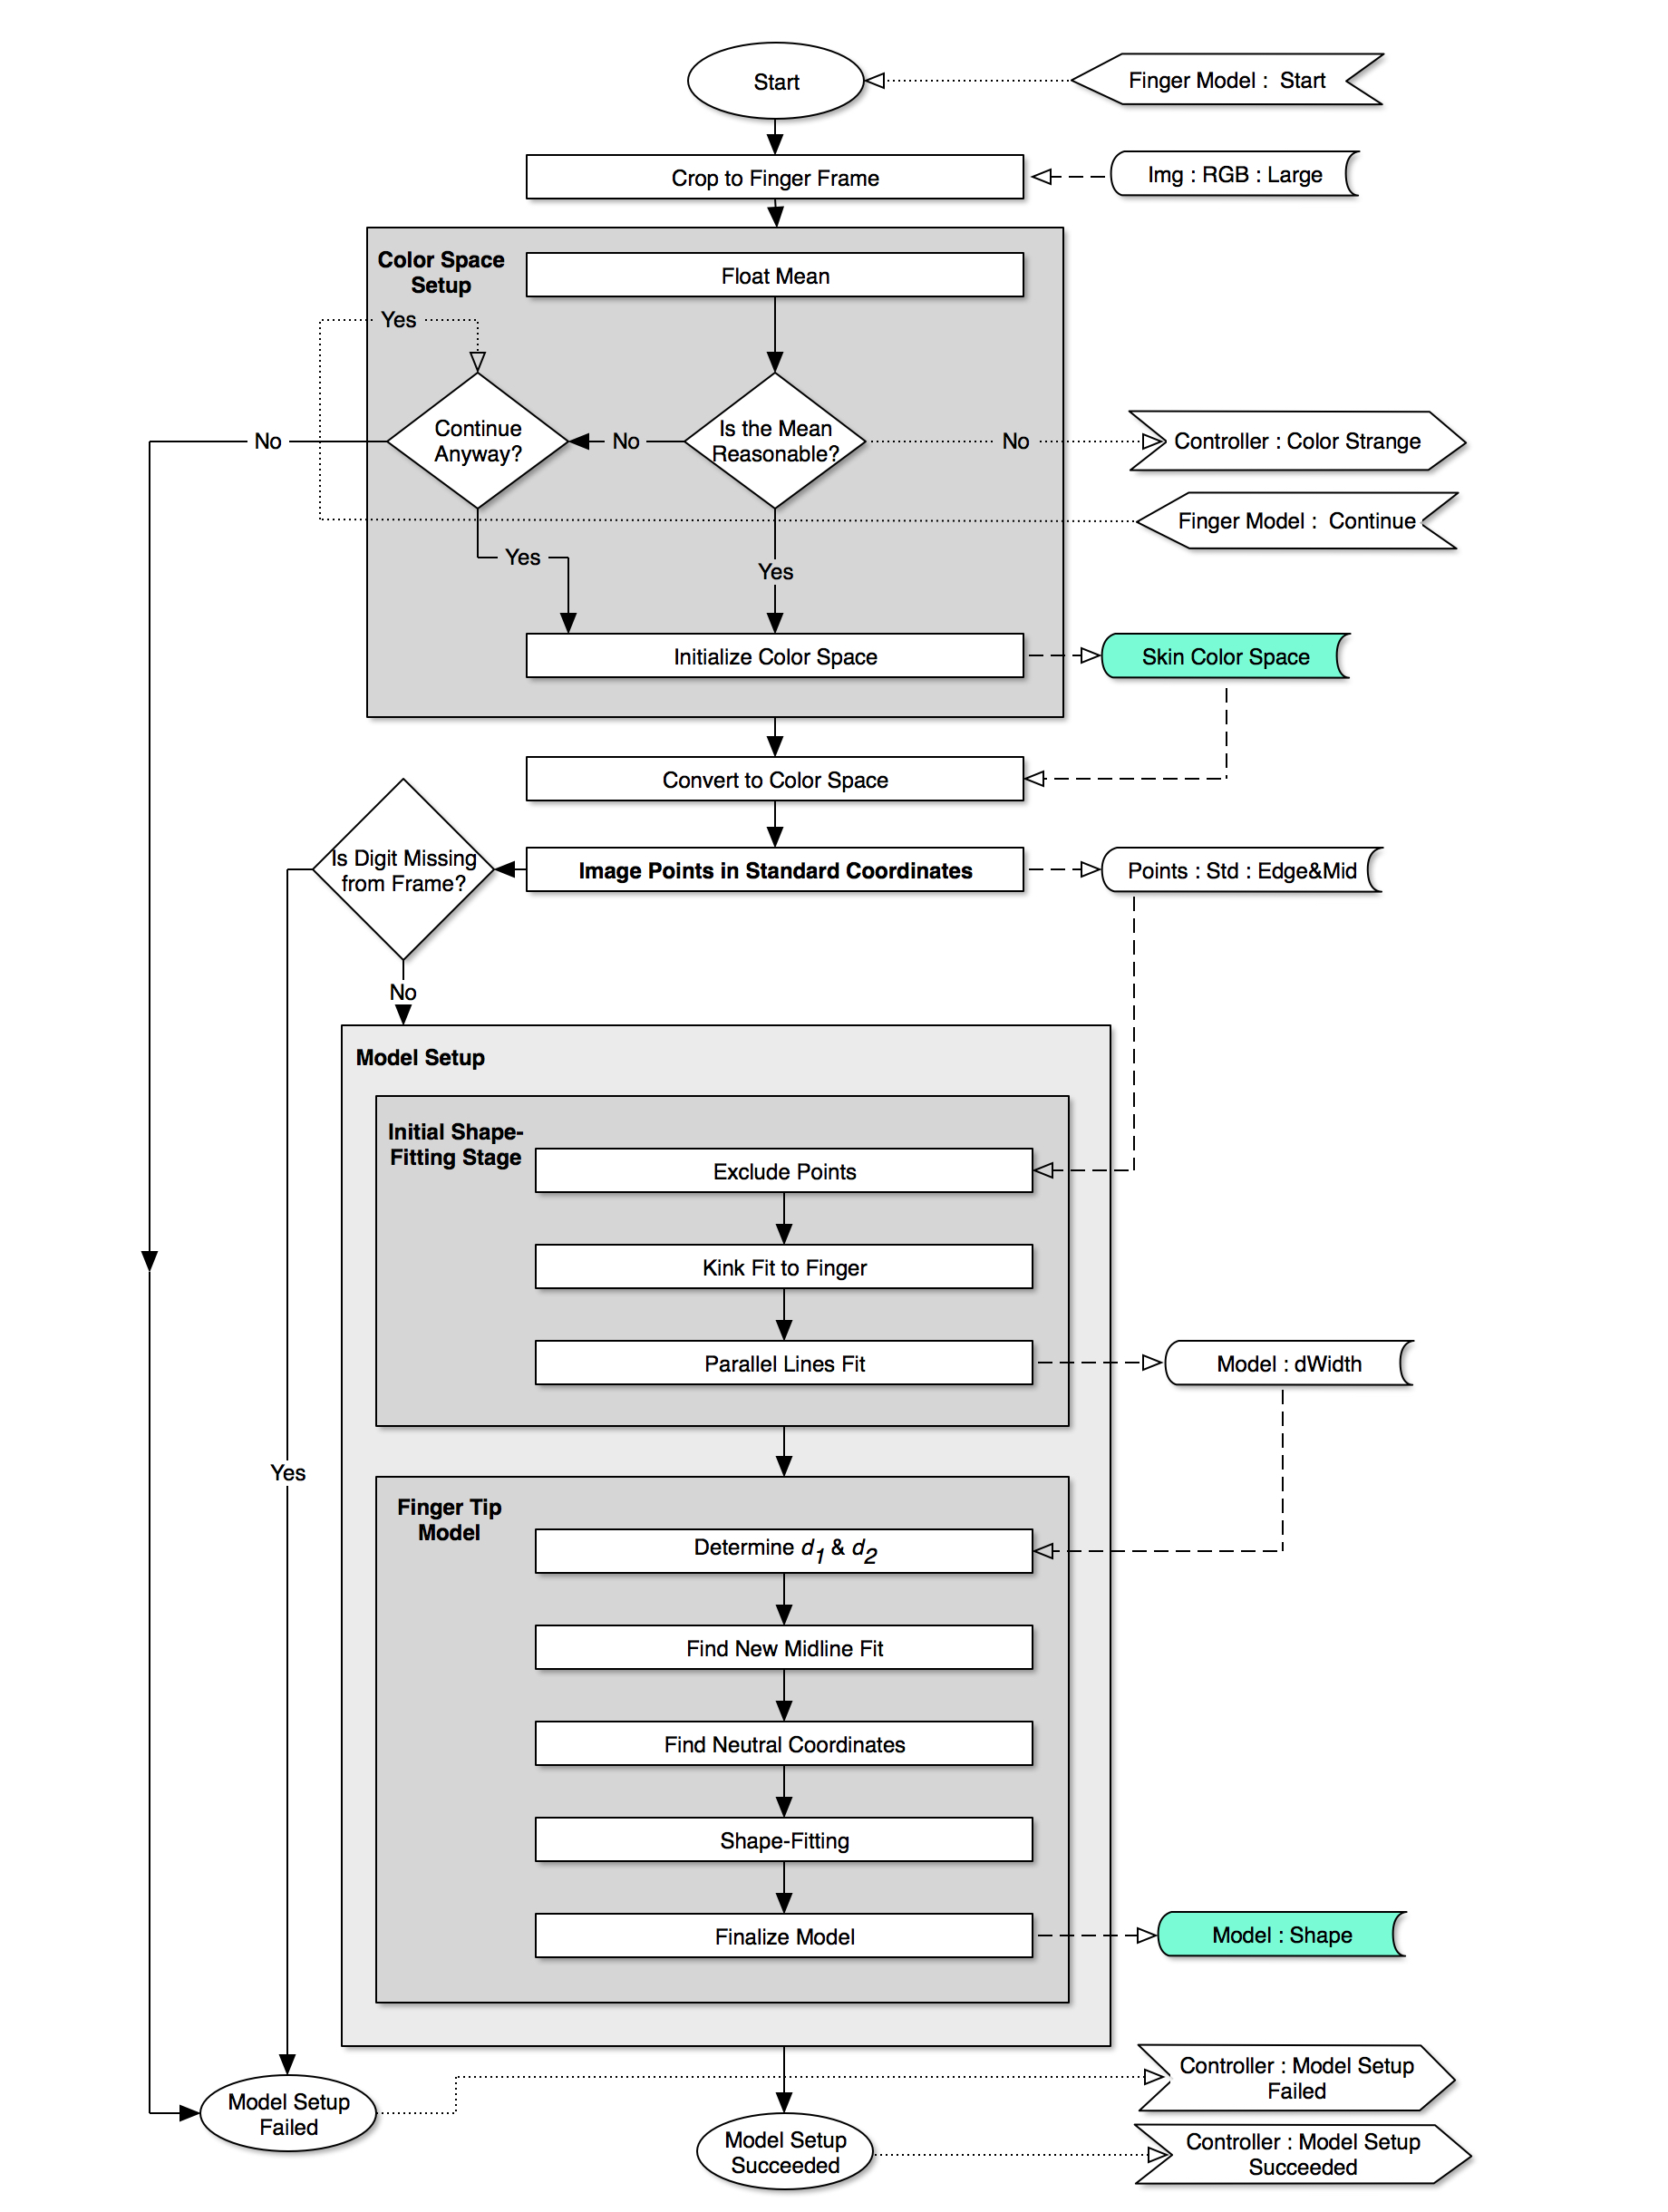 Start
Finger Model :  Start
Crop to Finger Frame
Img : RGB : Large
Color Space
Setup
Float Mean
Yes
Continue
Anyway?
Is the Mean
Reasonable?
No
No
No
Controller : Color Strange
Finger Model :  Continue
Yes
Yes
Initialize Color Space
Skin Color Space
Convert to Color Space
Is Digit Missing
from Frame?
Image Points in Standard Coordinates
Points : Std : Edge&Mid
No
Model Setup
Initial Shape-
Fitting Stage
Exclude Points
Kink Fit to Finger
Parallel Lines Fit
Model : dWidth
Yes
Finger Tip
Model
Determine d1 & d2
Find New Midline Fit
Find Neutral Coordinates
Shape-Fitting
Finalize Model
Model : Shape
Model Setup
Failed
Controller : Model Setup
Failed
Model Setup
Succeeded
Controller : Model Setup
Succeeded